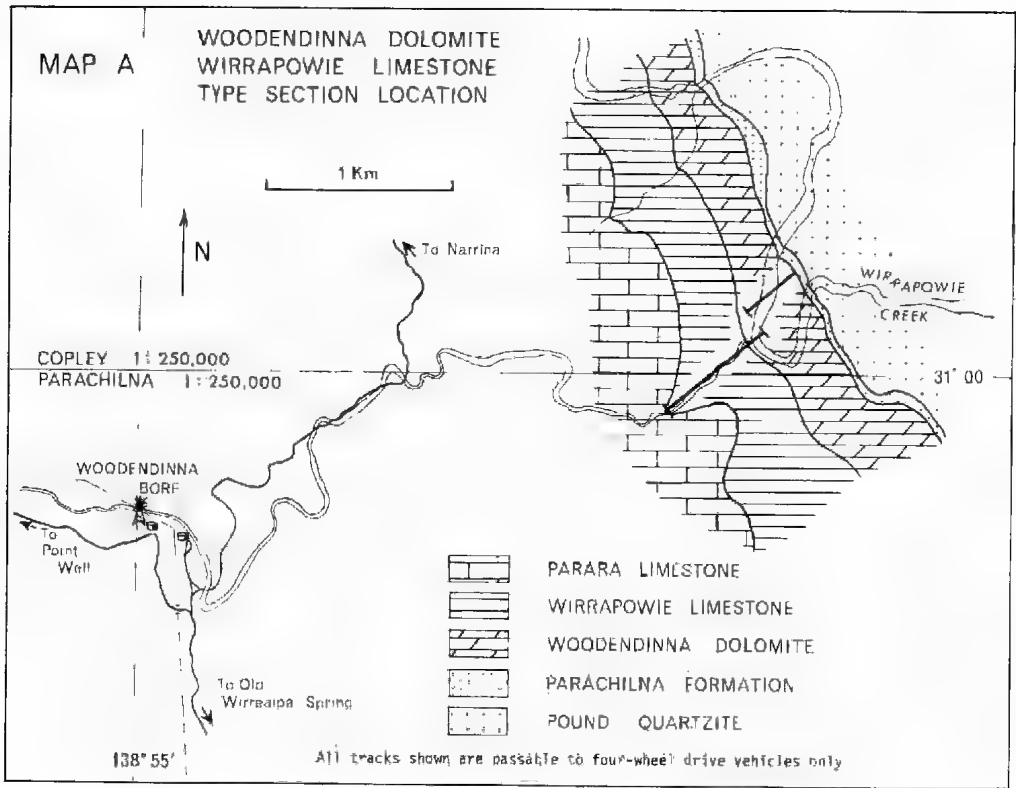 MAP A
WOODENDINNA DOLOMITE
WIRRAPOWIE LIMESTONE
TYPE SECTION LOCATION
1 Km
N
To Narrina
WIRRAPOWIE
CREEK
COPLEY 1:250,000
PARACHILNA 1:250,000
31° 00
WOODENDINNA
BORE
To
Point
Well
To Old
Wirrealpa Spring
138° 55'
PARARA LIMESTONE
WIRRAPOWIE LIMESTONE
WOODENDINNA DOLOMITE
PARACHILNA FORMATION
POUND QUARTZITE
All tracks shown are passable to four-wheel drive vehicles only